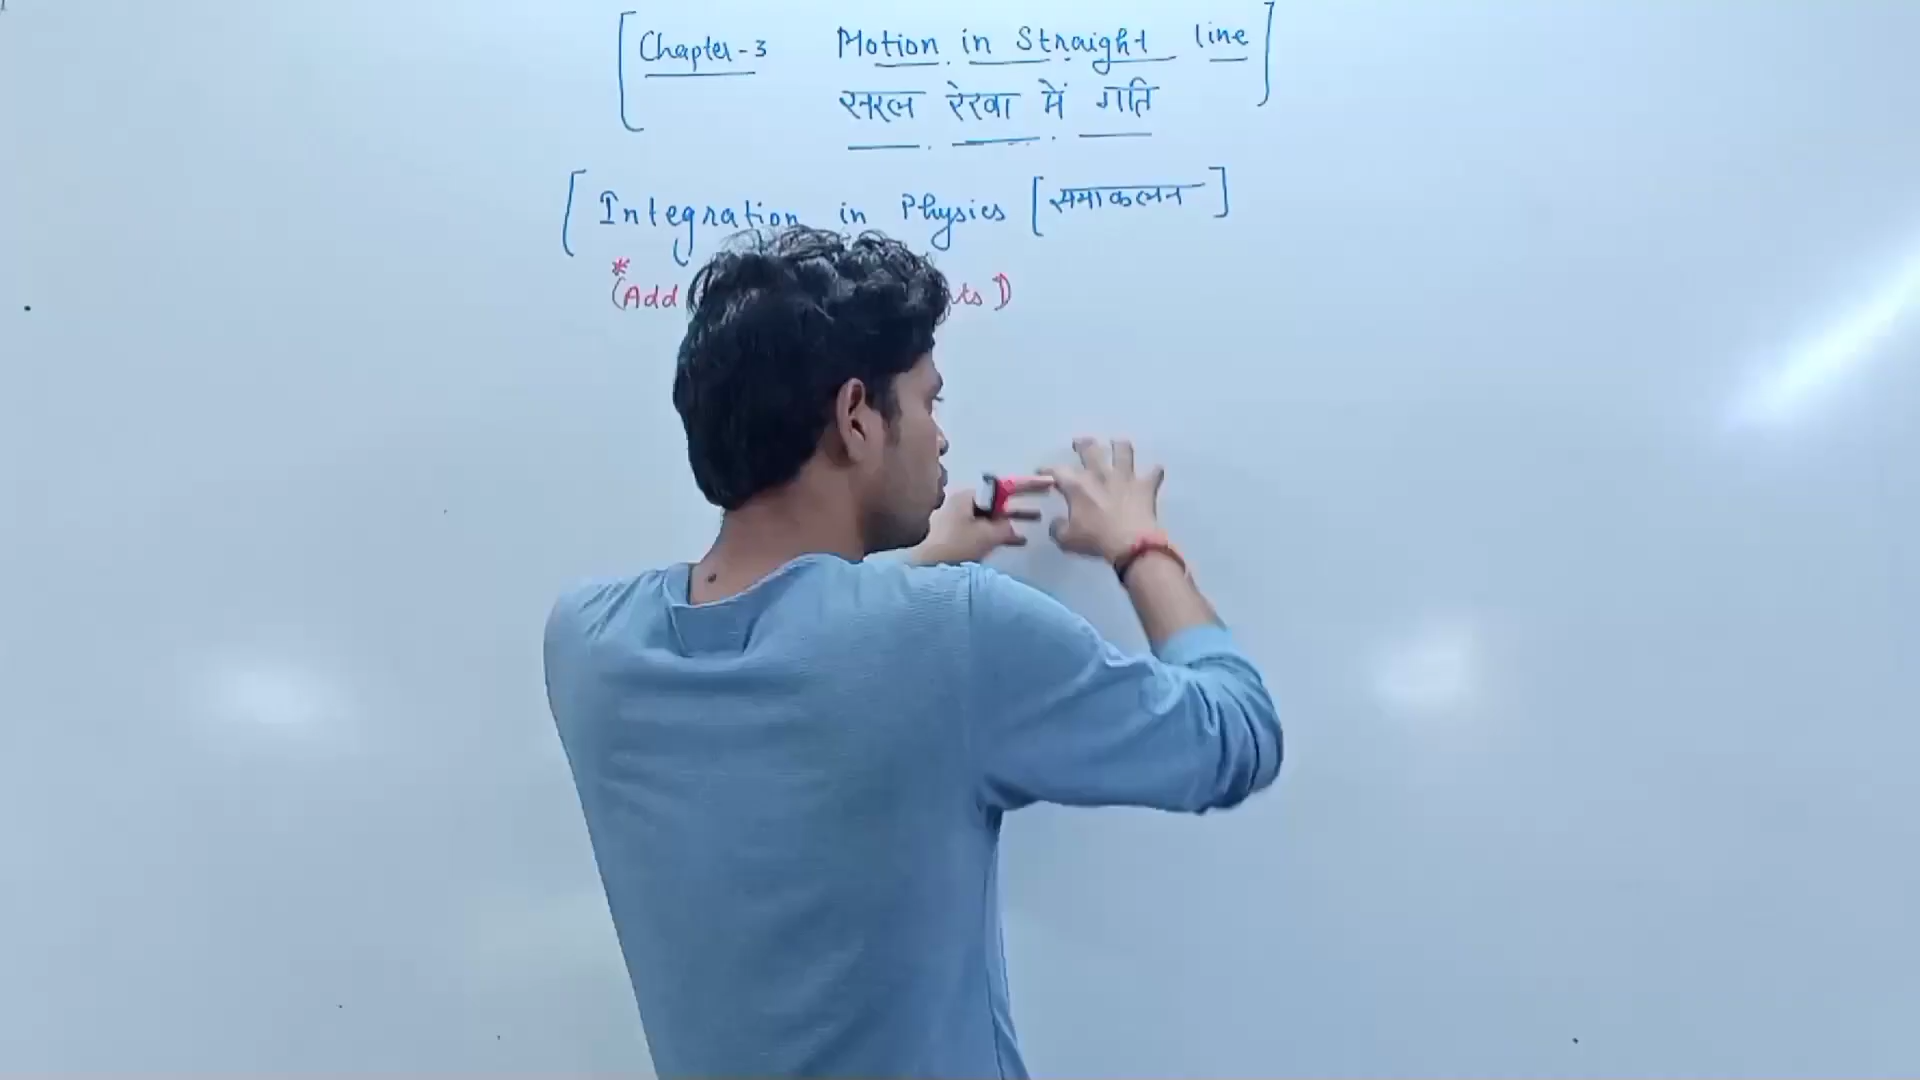 [Chapter-3 Motion in Straight line]
सरल रेखा में गति
[Integration in Physics [समाकलन]
*(Add